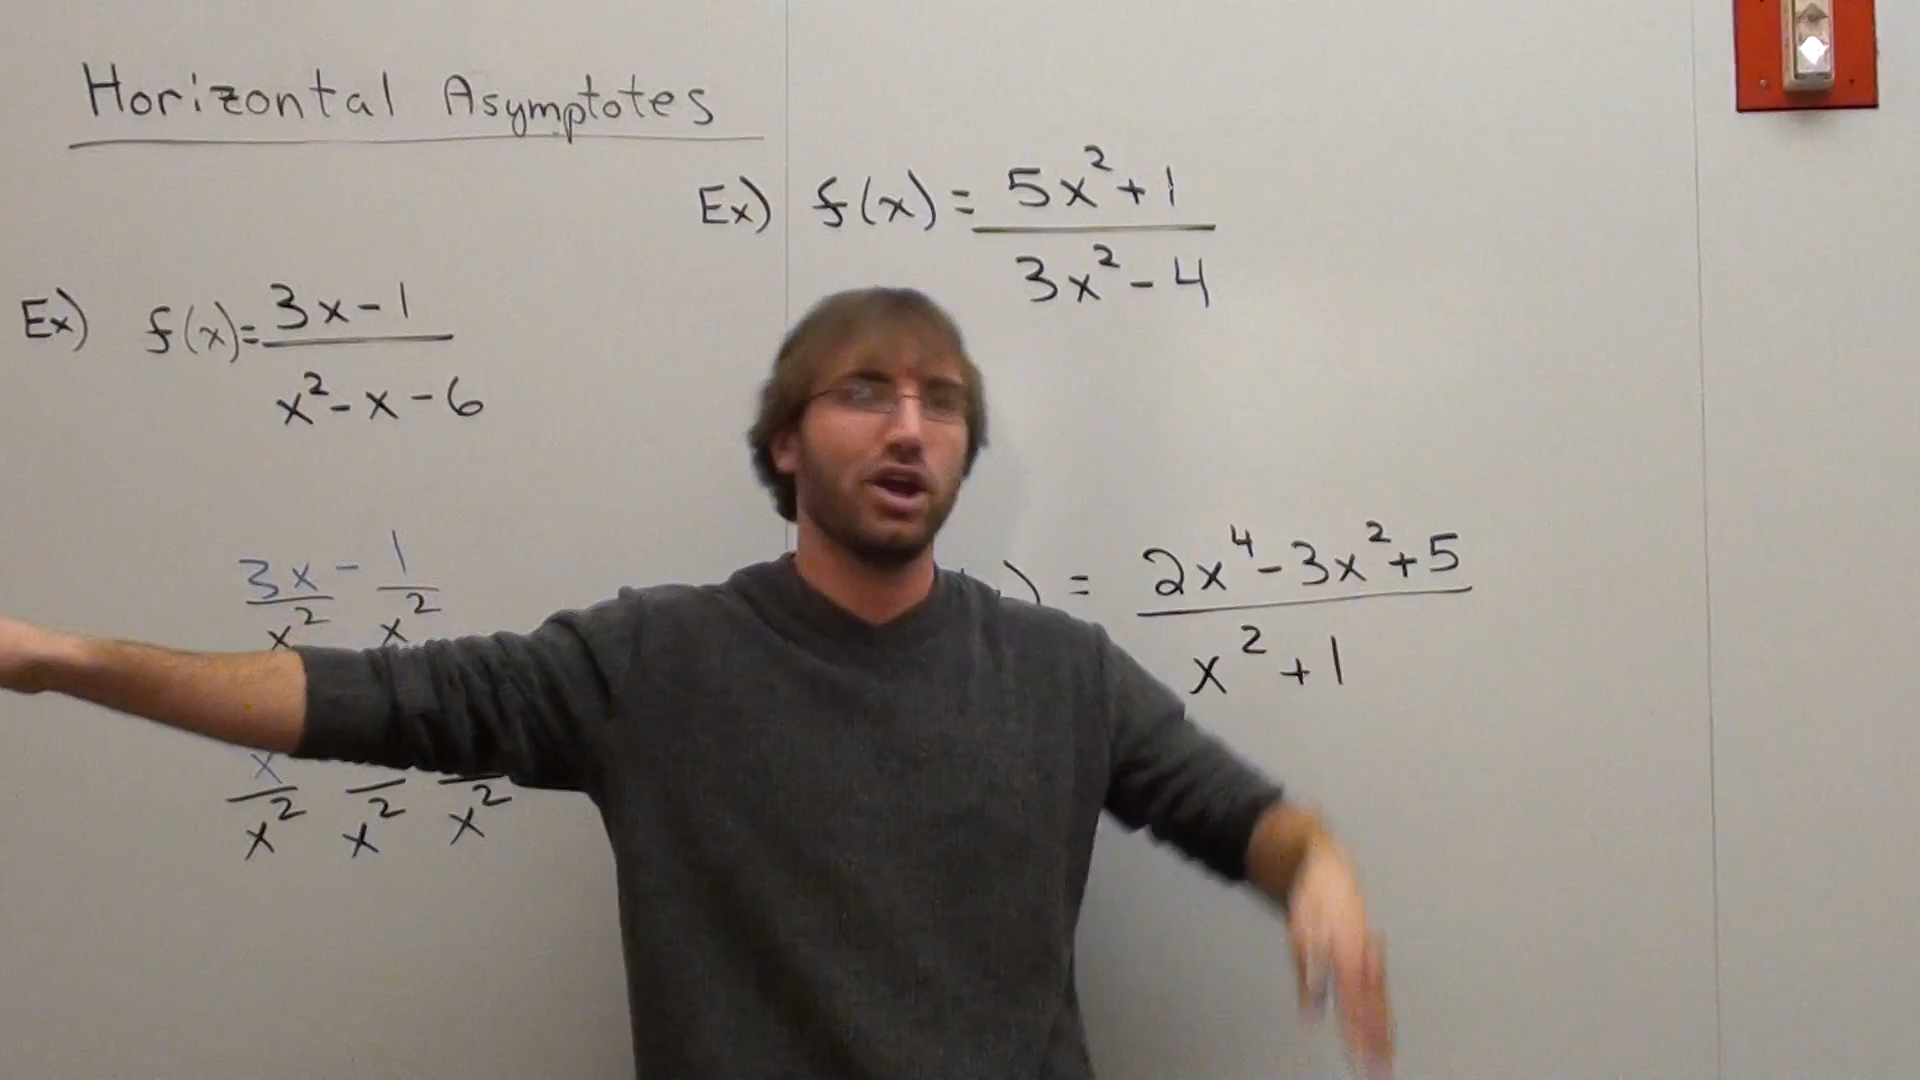 Horizontal Asymptotes
Ex) f(x)= 3x-1
x²-x-6
3x - 1
x² x²
x
x² x² x²
Ex) f(x)= 5x²+1
3x²-4
) = 2x⁴-3x²+5
x²+1